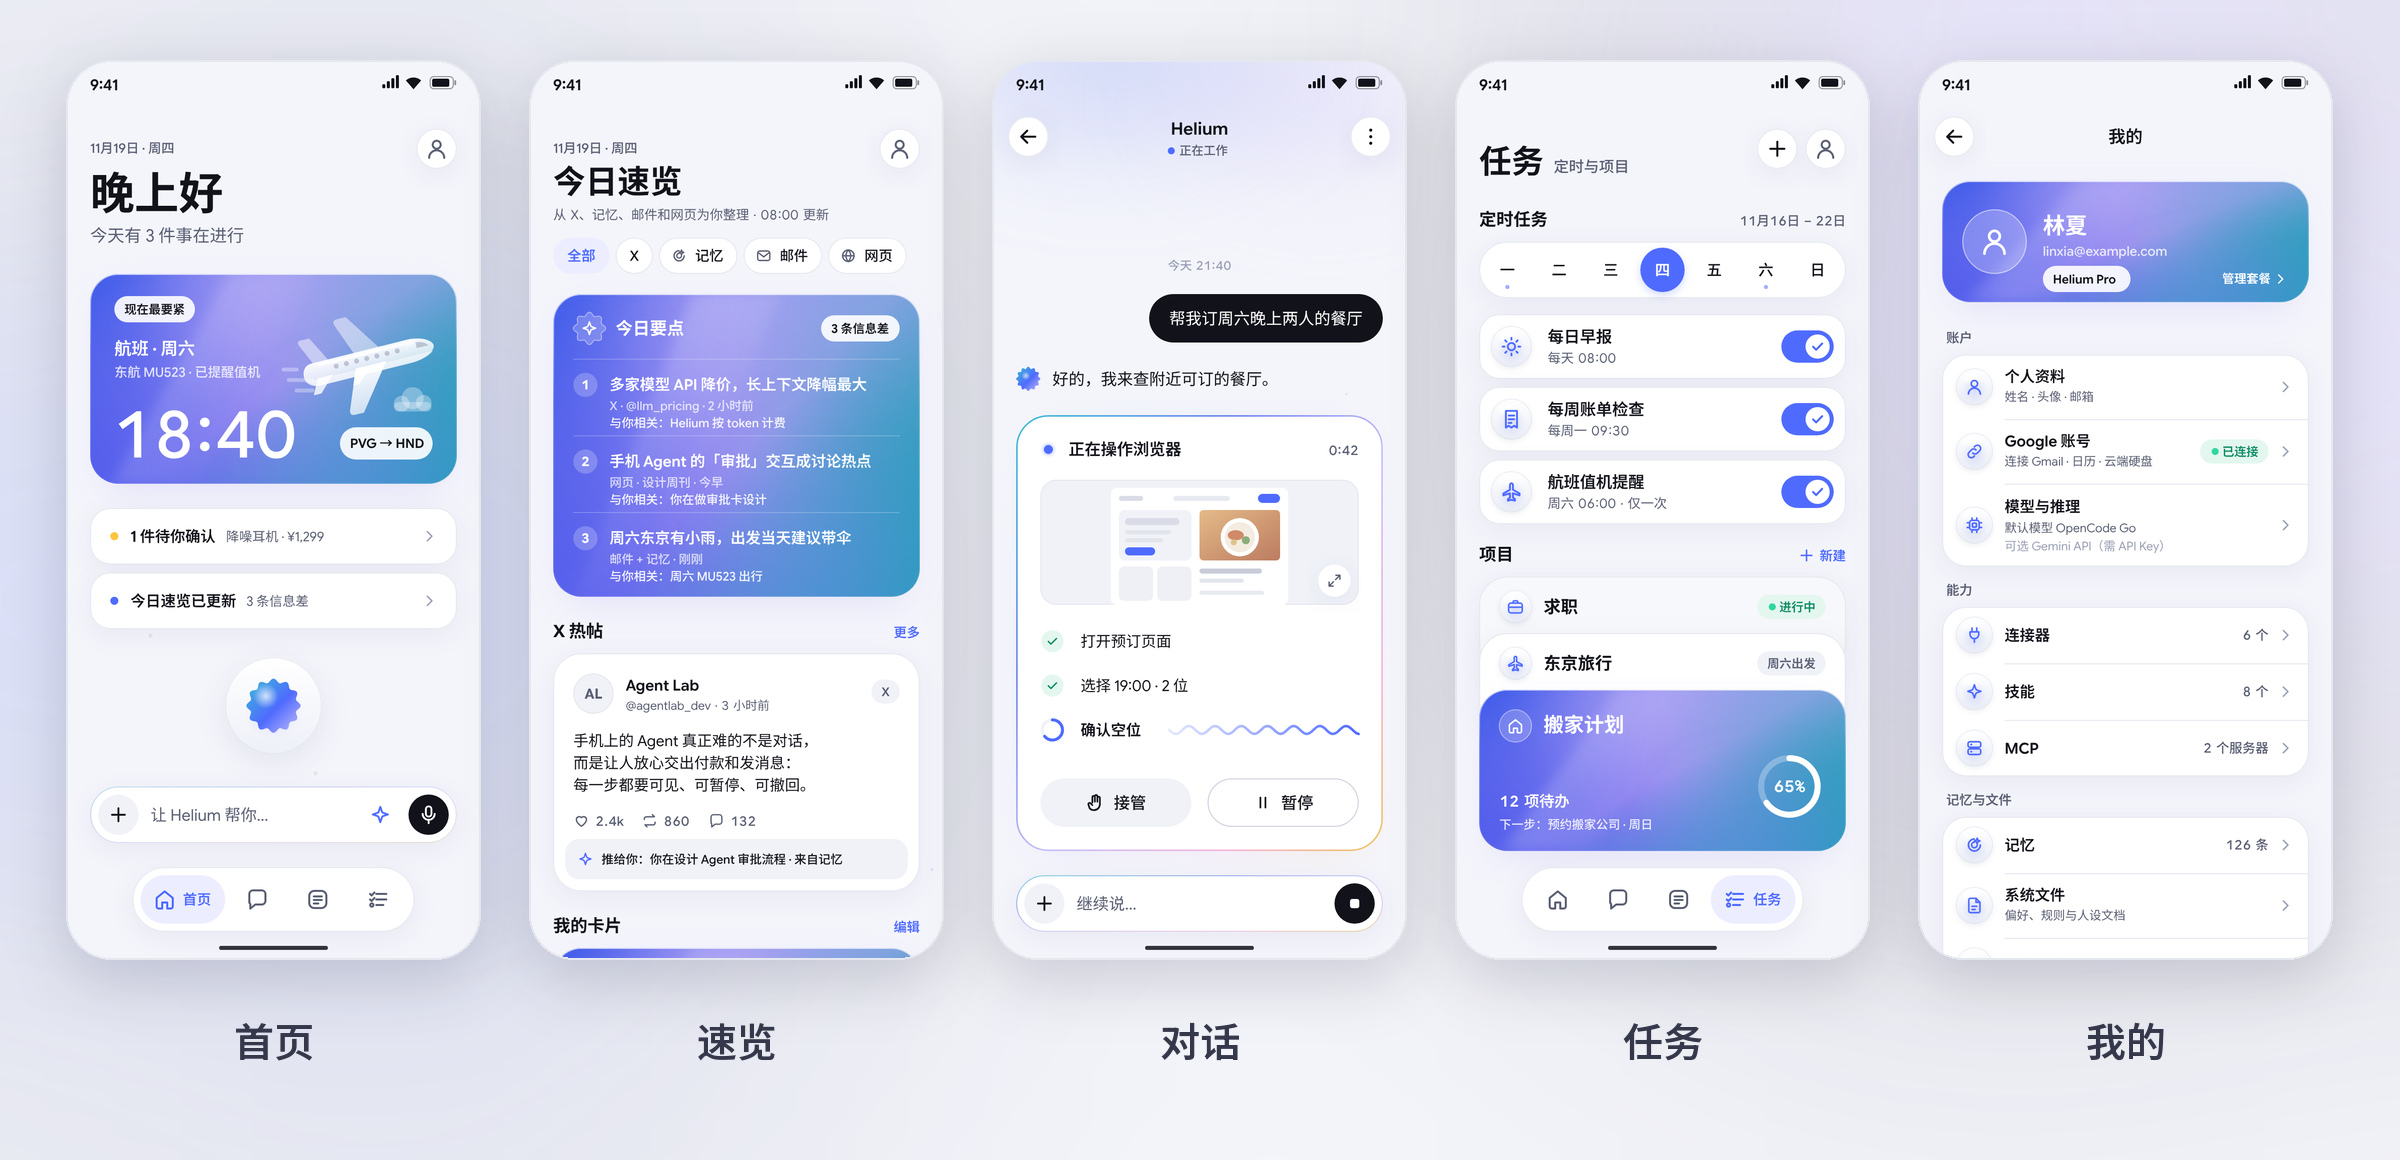 9:41
11月19日 · 周四
晚上好
今天有 3 件事在进行
现在最要紧
航班 · 周六
东航 MU523 · 已提醒值机
18:40
PVG → HND
1 件待你确认 降噪耳机 · ¥1,299
今日速览已更新 3 条信息差
让 Helium 帮你...
首页
首页
9:41
11月19日 · 周四
今日速览
从 X、记忆、邮件和网页为你整理 · 08:00 更新
全部 X 记忆 邮件 网页
今日要点 3 条信息差
1 多家模型 API 降价，长上下文降幅最大
X · @llm_pricing · 2 小时前
与你相关：Helium 按 token 计费
2 手机 Agent 的「审批」交互成讨论热点
网页 · 设计周刊 · 今早
与你相关：你在做审批卡设计
3 周六东京有小雨，出发当天建议带伞
邮件 + 记忆 · 刚刚
与你相关：周六 MU523 出行
X 热帖 更多
AL Agent Lab X
@agentlab_dev · 3 小时前
手机上的 Agent 真正难的不是对话，
而是让人放心交出付款和发消息：
每一步都要可见、可暂停、可撤回。
2.4k 860 132
推给你：你在设计 Agent 审批流程 · 来自记忆
我的卡片 编辑
速览
9:41
Helium
正在工作
今天 21:40
帮我订周六晚上两人的餐厅
好的，我来查附近可订的餐厅。
正在操作浏览器 0:42
打开预订页面
选择 19:00 · 2 位
确认空位
接管 暂停
继续说...
对话
9:41
任务 定时与项目
定时任务 11月16日 – 22日
一 二 三 四 五 六 日
每日早报
每天 08:00
每周账单检查
每周一 09:30
航班值机提醒
周六 06:00 · 仅一次
项目 新建
求职 进行中
东京旅行 周六出发
搬家计划
65%
12 项待办
下一步：预约搬家公司 · 周日
任务
任务
9:41
我的
林夏
linxia@example.com
Helium Pro 管理套餐
账户
个人资料
姓名 · 头像 · 邮箱
Google 账号 已连接
连接 Gmail · 日历 · 云端硬盘
模型与推理
默认模型 OpenCode Go
可选 Gemini API（需 API Key）
能力
连接器 6 个
技能 8 个
MCP 2 个服务器
记忆与文件
记忆 126 条
系统文件
偏好、规则与人设文档
我的